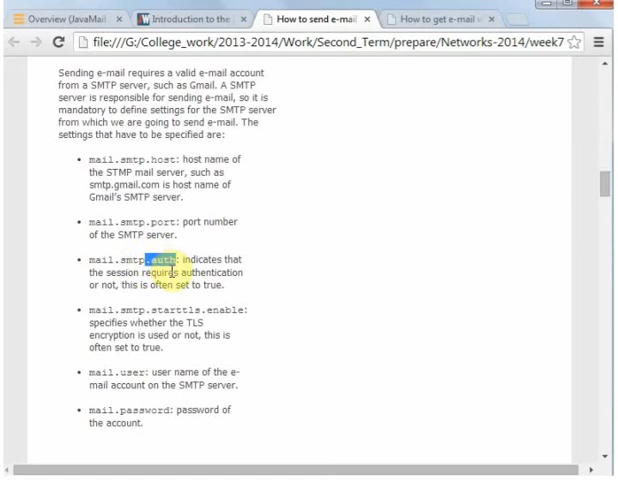 Overview (JavaMail
Introduction to the
How to send e-mail
How to get e-mail v
file:///G:/College_work/2013-2014/Work/Second_Term/prepare/Networks-2014/week7
Sending e-mail requires a valid e-mail account
from a SMTP server, such as Gmail. A SMTP
server is responsible for sending e-mail, so it is
mandatory to define settings for the SMTP server
from which we are going to send e-mail. The
settings that have to be specified are:
• mail.smtp.host: host name of
the STMP mail server, such as
smtp.gmail.com is host name of
Gmail's SMTP server.
• mail.smtp.port: port number
of the SMTP server.
• mail.smtp.auth: indicates that
the session requires authentication
or not, this is often set to true.
• mail.smtp.starttls.enable:
specifies whether the TLS
encryption is used or not, this is
often set to true.
• mail.user: user name of the e-
mail account on the SMTP server.
• mail.password: password of
the account.